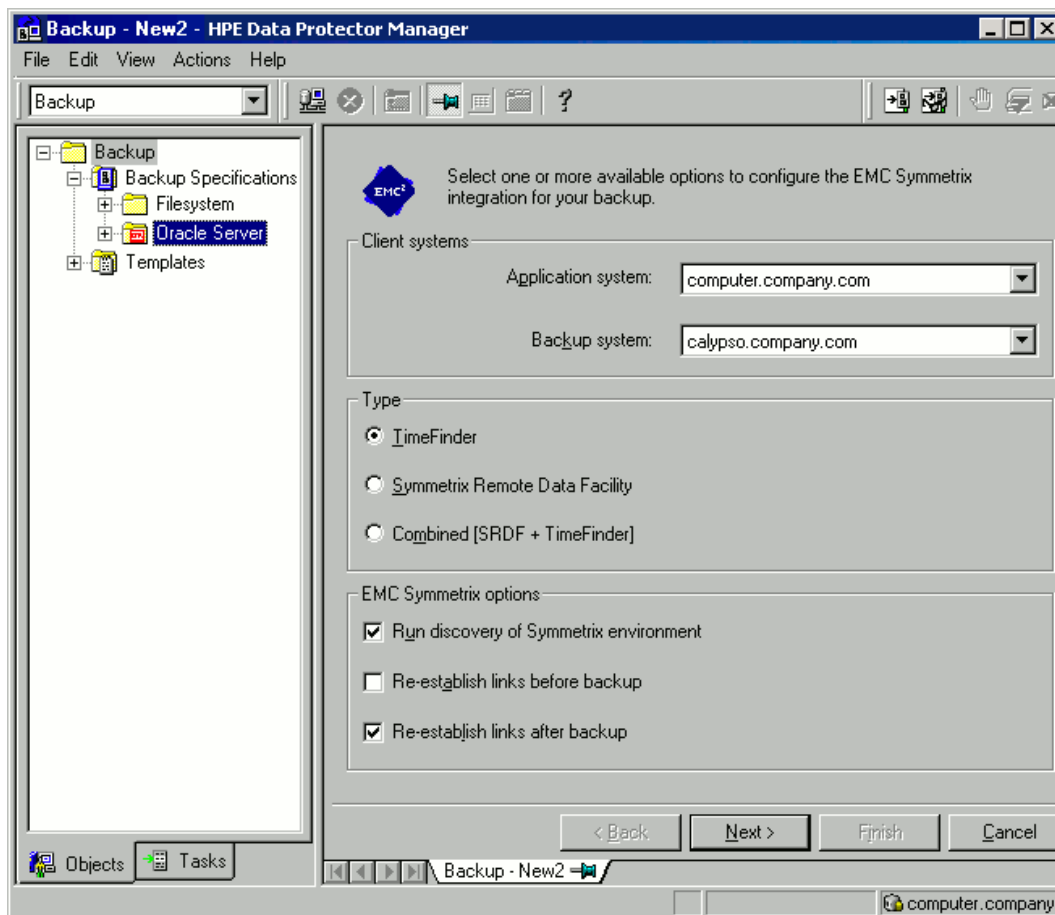 Backup - New2 - HPE Data Protector Manager
File Edit View Actions Help
Backup
?
Backup
Backup Specifications
Filesystem
Oracle Server
Templates
EMC²
Select one or more available options to configure the EMC Symmetrix
integration for your backup.
Client systems
Application system: computer.company.com
Backup system: calypso.company.com
Type
TimeFinder
Symmetrix Remote Data Facility
Combined [SRDF + TimeFinder]
EMC Symmetrix options
Run discovery of Symmetrix environment
Re-establish links before backup
Re-establish links after backup
< Back Next > Finish Cancel
Objects Tasks
Backup - New2
computer.company